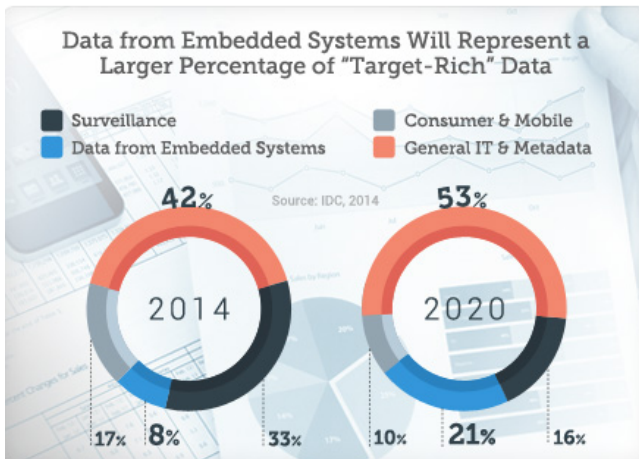 Data from Embedded Systems Will Represent a
Larger Percentage of “Target-Rich” Data
Surveillance
Consumer & Mobile
Data from Embedded Systems
General IT & Metadata
42%
Source: IDC, 2014
53%
2014
2020
17%
8%
33%
10%
21%
16%